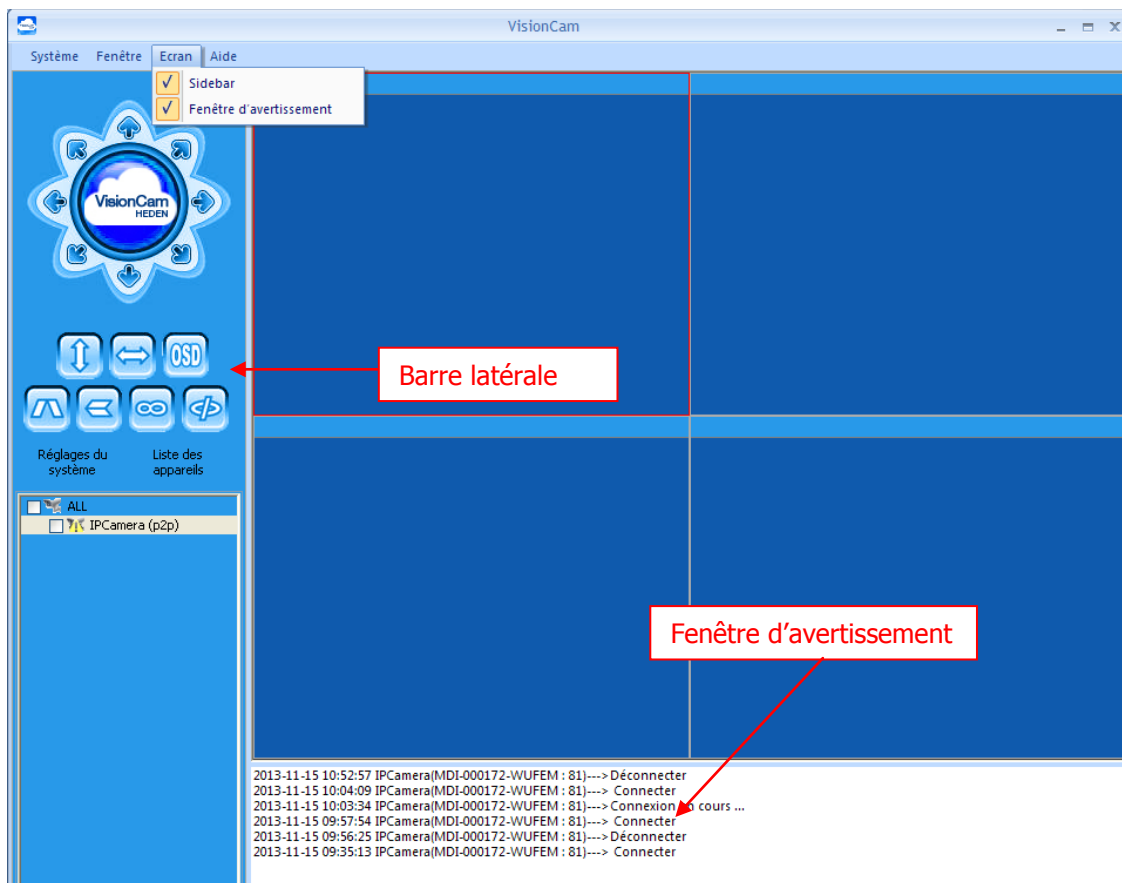 VisionCam
Système Fenêtre Ecran Aide
Sidebar
Fenêtre d'avertissement
VisionCam
HEDEN
OSD
Barre latérale
Réglages du système
Liste des appareils
ALL
IPCamera (p2p)
Fenêtre d’avertissement
2013-11-15 10:52:57 IPCamera(MDI-000172-WUFEM : 81)--->Déconnecter
2013-11-15 10:04:09 IPCamera(MDI-000172-WUFEM : 81)---> Connecter
2013-11-15 10:03:34 IPCamera(MDI-000172-WUFEM : 81)--->Connexion en cours ...
2013-11-15 09:57:54 IPCamera(MDI-000172-WUFEM : 81)---> Connecter
2013-11-15 09:56:25 IPCamera(MDI-000172-WUFEM : 81)--->Déconnecter
2013-11-15 09:35:13 IPCamera(MDI-000172-WUFEM : 81)---> Connecter